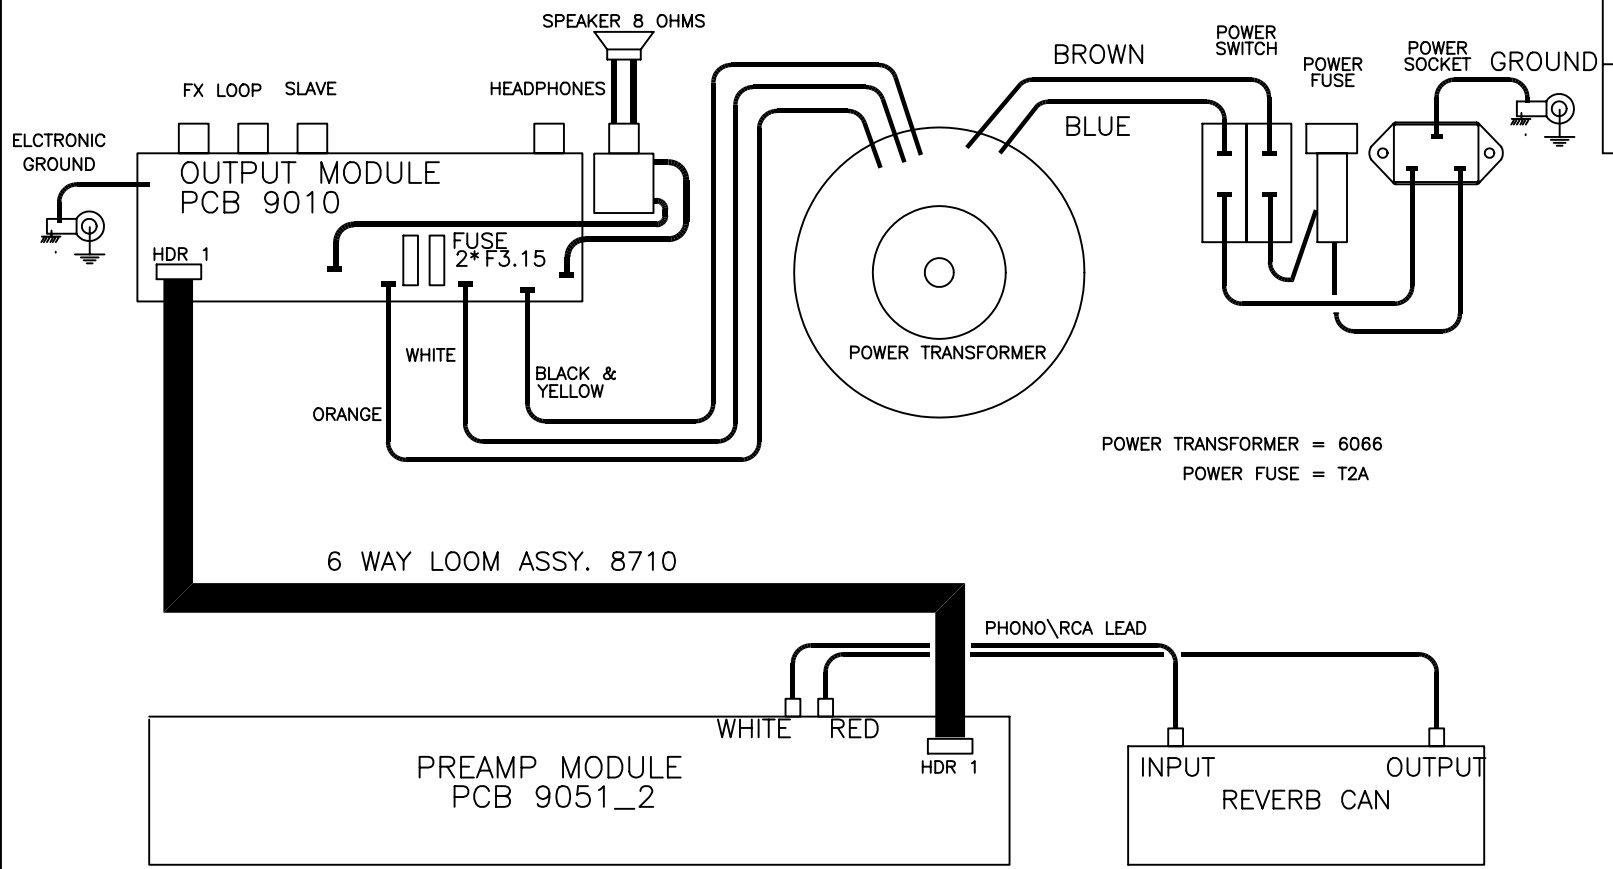 SPEAKER 8 OHMS
POWER
SWITCH
BROWN
POWER
SOCKET
GROUND
POWER
FUSE
FX LOOP
SLAVE
HEADPHONES
BLUE
ELCTRONIC
GROUND
OUTPUT MODULE
PCB 9010
FUSE
2*F3.15
HDR 1
WHITE
POWER TRANSFORMER
BLACK &
YELLOW
ORANGE
POWER TRANSFORMER = 6066
POWER FUSE = T2A
6 WAY LOOM ASSY. 8710
PHONO\RCA LEAD
WHITE
RED
PREAMP MODULE
PCB 9051_2
HDR 1
INPUT
OUTPUT
REVERB CAN